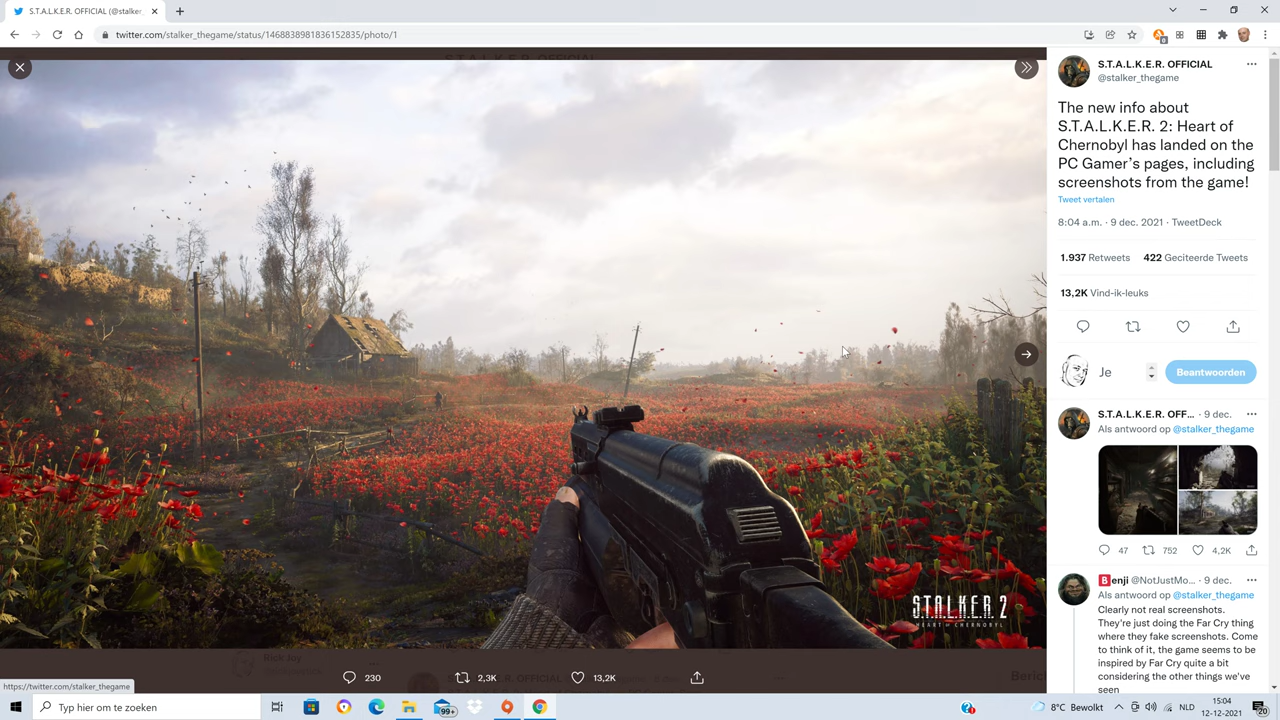 S.T.A.L.K.E.R. OFFICIAL (@stalker_
twitter.com/stalker_thegame/status/1468838981836152835/photo/1
S.T.A.L.K.E.R. OFFICIAL
@stalker_thegame
The new info about
S.T.A.L.K.E.R. 2: Heart of
Chernobyl has landed on the
PC Gamer's pages, including
screenshots from the game!
Tweet vertalen
8:04 a.m. · 9 dec. 2021 · TweetDeck
1.937 Retweets 422 Geciteerde Tweets
13,2K Vind-ik-leuks
Je
Beantwoorden
S.T.A.L.K.E.R. OFF... · 9 dec.
Als antwoord op @stalker_thegame
47 752 4,2K
🅱enji @NotJustMo... · 9 dec.
Als antwoord op @stalker_thegame
Clearly not real screenshots.
They're just doing the Far Cry thing
where they fake screenshots. Come
to think of it, the game seems to be
inspired by Far Cry quite a bit
considering the other things we've
seen
S.T.A.L.K.E.R. 2
HEART OF CHERNOBYL
Rick Joy
230 2,3K 13,2K
Beric
https://twitter.com/stalker_thegame
Typ hier om te zoeken
99+
8°C Bewolkt
NLD
15:04
12-12-2021
20